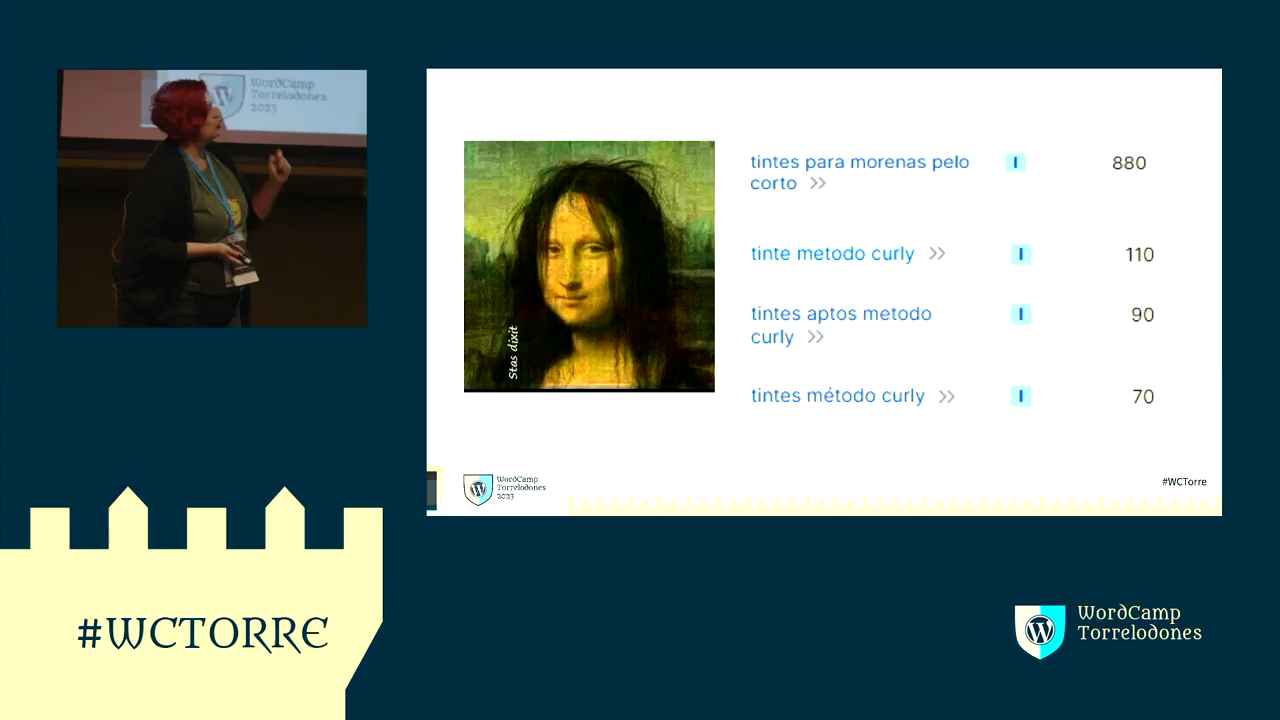 WordCamp
Torrelodones
2023
tintes para morenas pelo
corto >>
I
880
tinte metodo curly >>
I
110
tintes aptos metodo
curly >>
I
90
tintes método curly >>
I
70
Stas dixit
WordCamp
Torrelodones
2023
#WCTorre
#WCTORRE
WordCamp
Torrelodones